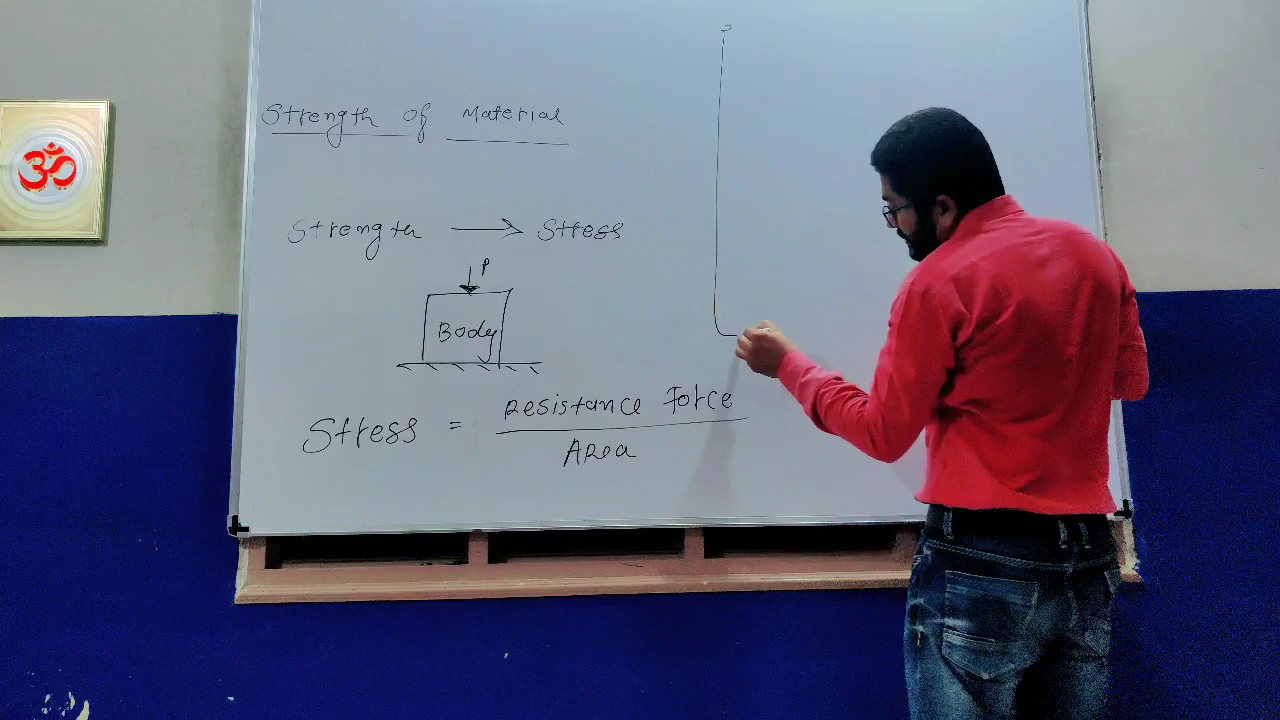 Strength of Material
Strength → Stress
P
Body
Stress = Resistance Force
Area
ॐ